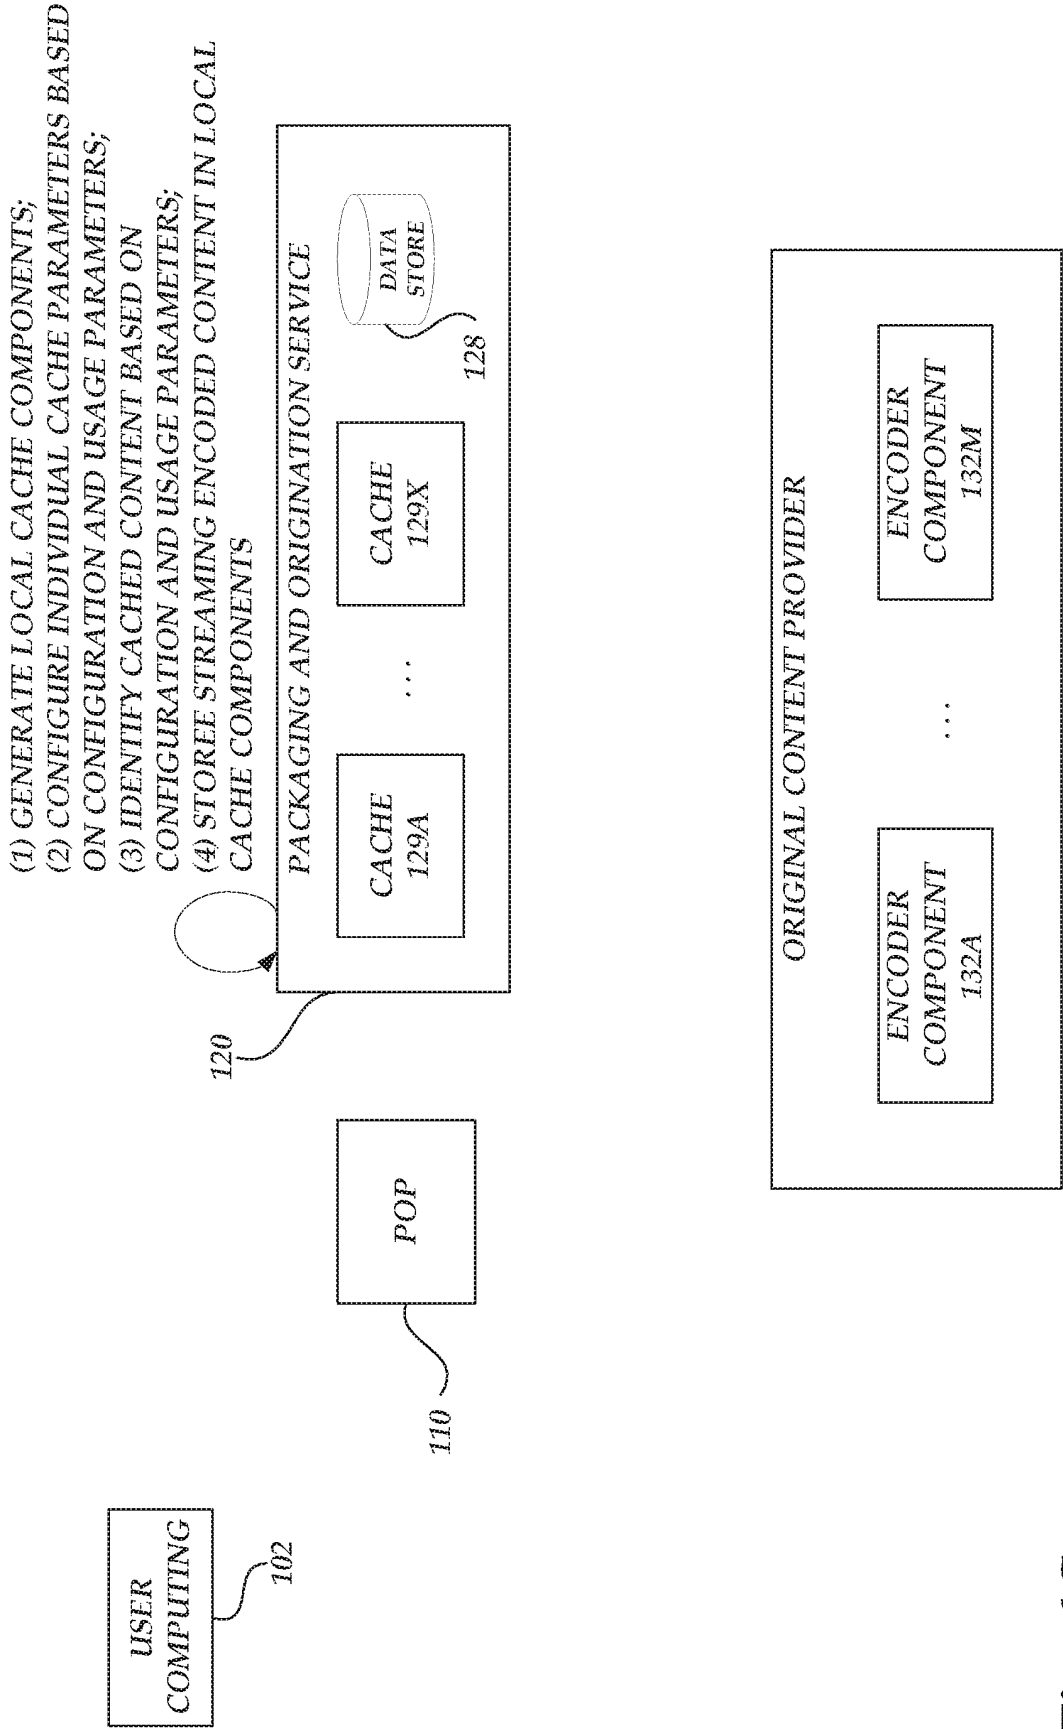 (1) GENERATE LOCAL CACHE COMPONENTS;
(2) CONFIGURE INDIVIDUAL CACHE PARAMETERS BASED
ON CONFIGURATION AND USAGE PARAMETERS;
(3) IDENTIFY CACHED CONTENT BASED ON
CONFIGURATION AND USAGE PARAMETERS;
(4) STOREE STREAMING ENCODED CONTENT IN LOCAL
CACHE COMPONENTS
USER
COMPUTING
102
POP
110
120
PACKAGING AND ORIGINATION SERVICE
CACHE
129A
...
CACHE
129X
DATA
STORE
128
ORIGINAL CONTENT PROVIDER
ENCODER
COMPONENT
132A
...
ENCODER
COMPONENT
132M